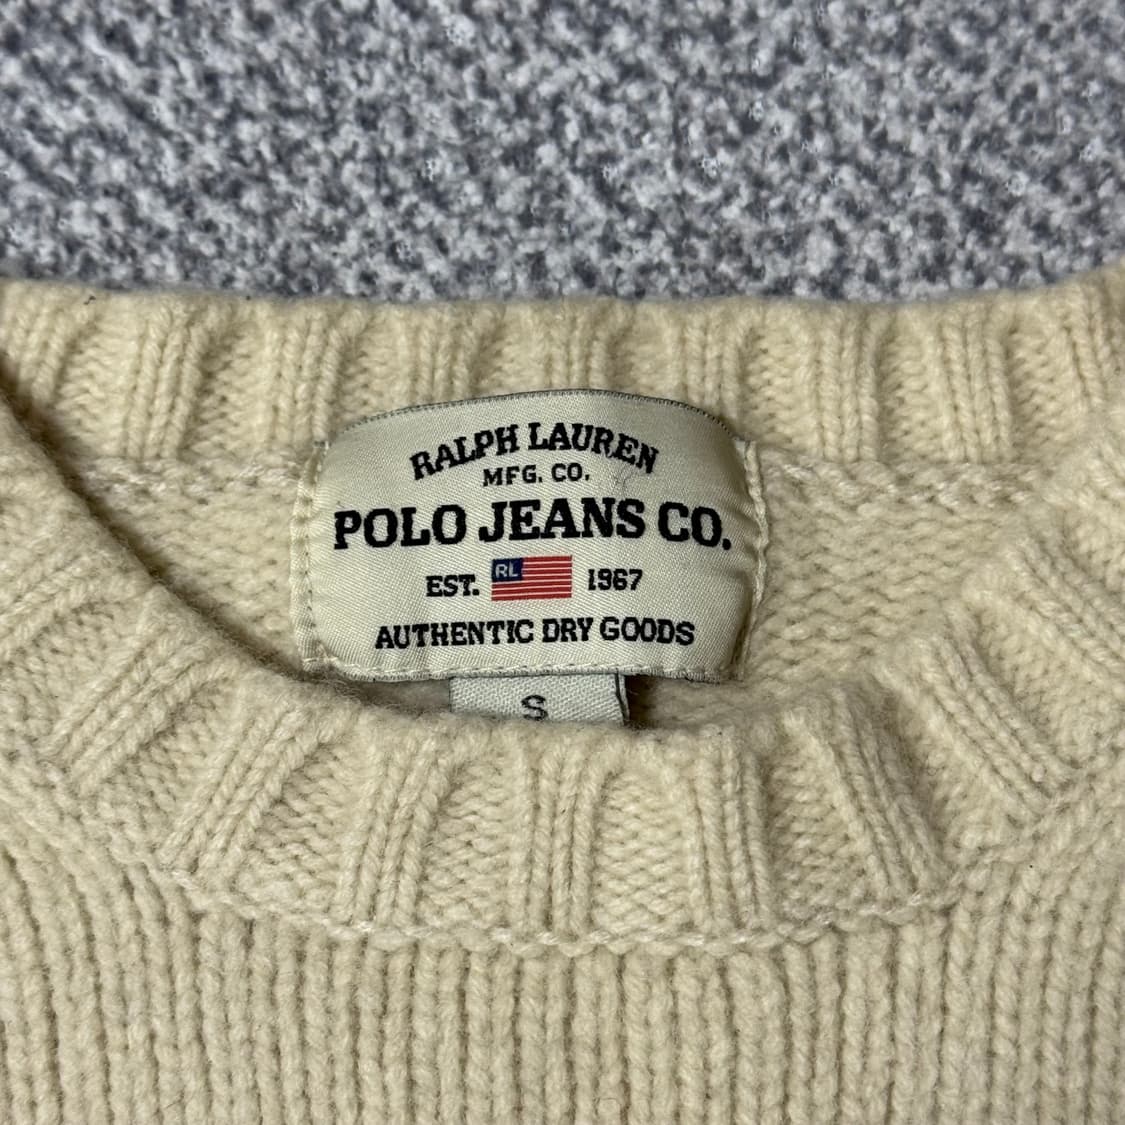 RALPH LAUREN
MFG. CO.
POLO JEANS CO.
EST. RL 1967
AUTHENTIC DRY GOODS
S